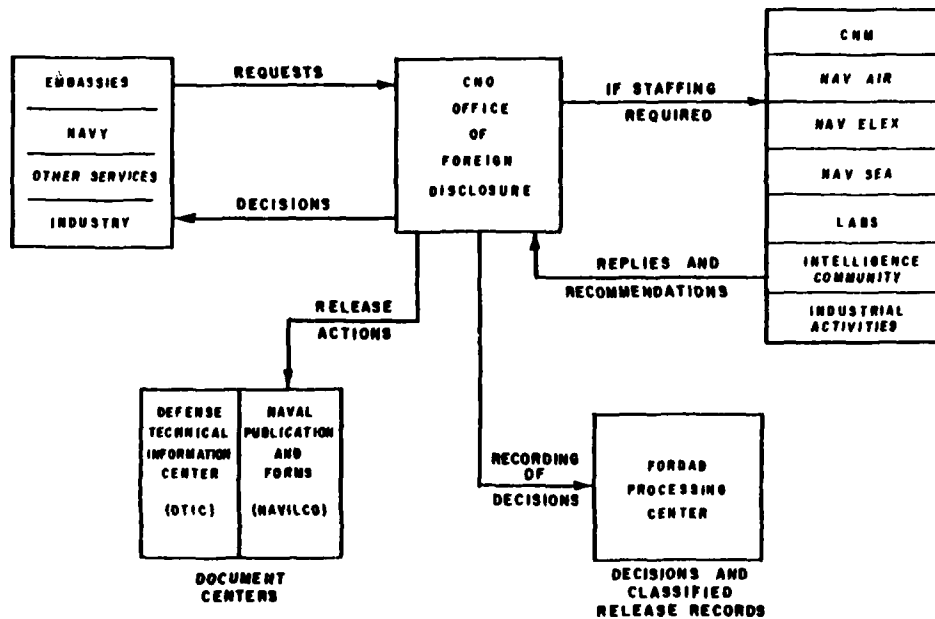 EMBASSIES
NAVY
OTHER SERVICES
INDUSTRY
REQUESTS
DECISIONS
CNO
OFFICE
OF
FOREIGN
DISCLOSURE
IF STAFFING
REQUIRED
REPLIES AND
RECOMMENDATIONS
CNM
NAV AIR
NAV ELEX
NAV SEA
LABS
INTELLIGENCE
COMMUNITY
INDUSTRIAL
ACTIVITIES
RELEASE
ACTIONS
DEFENSE
TECHNICAL
INFORMATION
CENTER
(DTIC)
NAVAL
PUBLICATION
AND
FORMS
(NAVILCO)
DOCUMENT
CENTERS
RECORDING
OF
DECISIONS
FORDAD
PROCESSING
CENTER
DECISIONS AND
CLASSIFIED
RELEASE RECORDS